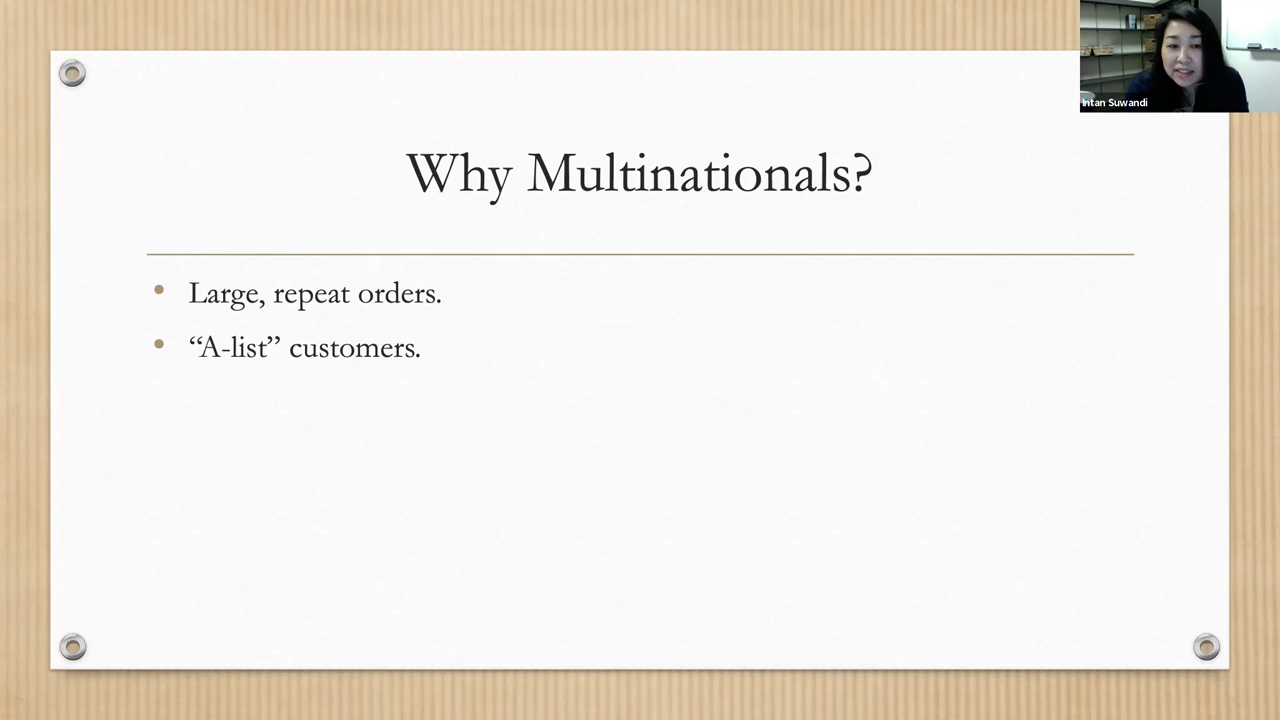 Intan Suwandi
Why Multinationals?
• Large, repeat orders.
• “A-list” customers.